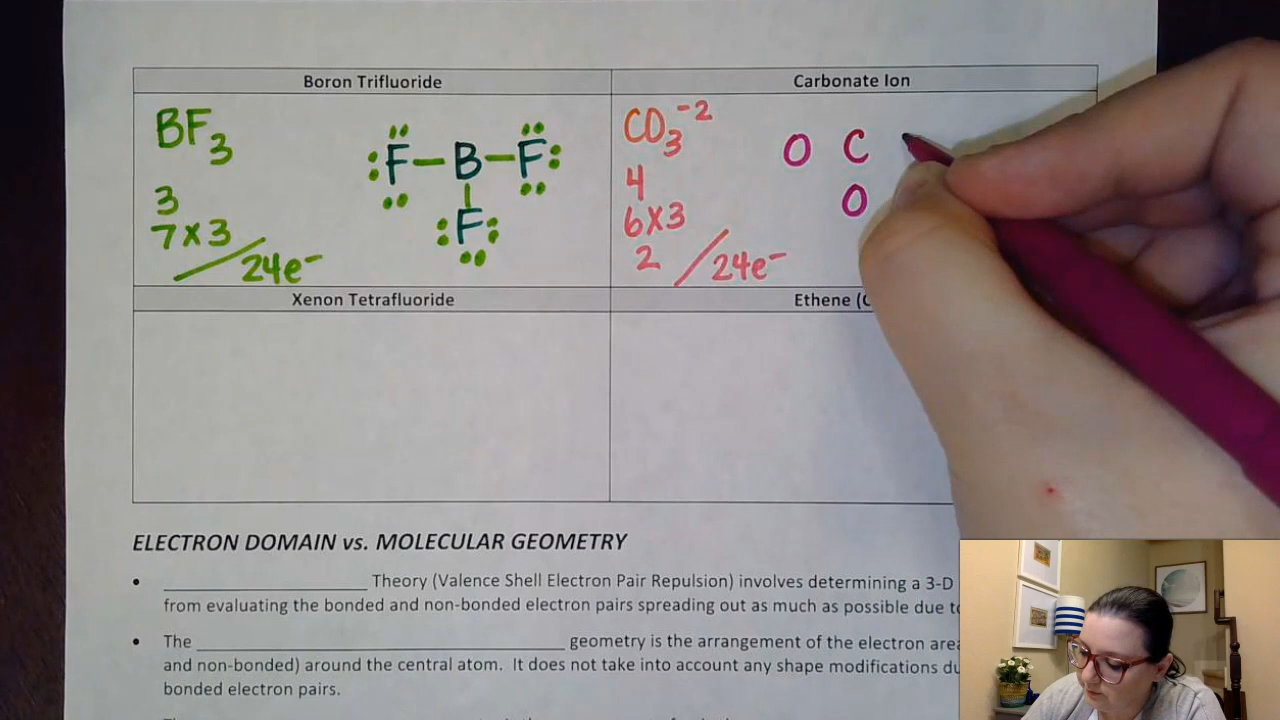 Boron Trifluoride
BF3
3
7x3
24e-
F-B-F
F
Carbonate Ion
CO3-2
4
6x3
2
24e-
O C
O
Xenon Tetrafluoride
Ethene (
ELECTRON DOMAIN vs. MOLECULAR GEOMETRY
• ____________________ Theory (Valence Shell Electron Pair Repulsion) involves determining a 3-D
from evaluating the bonded and non-bonded electron pairs spreading out as much as possible due
• The ____________________________________ geometry is the arrangement of the electron
and non-bonded) around the central atom. It does not take into account any shape modifications
bonded electron pairs.